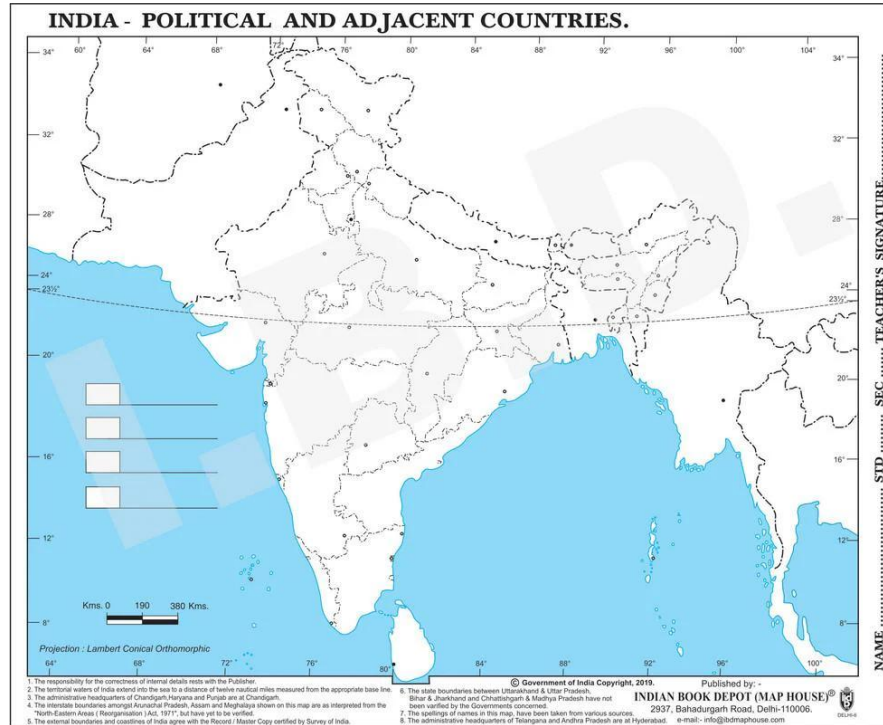 INDIA - POLITICAL AND ADJACENT COUNTRIES.
60° 64° 68° 72° 76° 80° 84° 88° 92° 96° 100° 104°
34° 34°
32° 32°
28° 28°
24° 24°
23½° 23½°
20° 20°
16° 16°
12° 12°
8° 8°
I.B.D.
Kms. 0 190 380 Kms.
Projection : Lambert Conical Orthomorphic
64° 68° 72° 76° 80° 84° 88° 92° 96° 100°
1. The responsibility for the correctness of internal details rests with the Publisher.
2. The territorial waters of India extend into the sea to a distance of twelve nautical miles measured from the appropriate base line.
3. The administrative headquarters of Chandigarh, Haryana and Punjab are at Chandigarh.
4. The interstate boundaries amongst Arunachal Pradesh, Assam and Meghalaya shown on this map are as interpreted from the
"North-Eastern Areas ( Reorganisation ) Act, 1971", but have yet to be verified.
5. The external boundaries and coastlines of India agree with the Record / Master Copy certified by Survey of India.
© Government of India Copyright, 2019.
6. The state boundaries between Uttarakhand & Uttar Pradesh,
Bihar & Jharkhand and Chhattishgarh & Madhya Pradesh have not
been varified by the Governments concerned.
7. The spellings of names in this map, have been taken from various sources.
8. The administrative headquarters of Telangana and Andhra Pradesh are at Hyderabad.
Published by: -
INDIAN BOOK DEPOT (MAP HOUSE)®
2937, Bahadurgarh Road, Delhi-110006.
e-mail:- info@ibdmaphouse.com
DELHI-6
NAME STD. SEC. TEACHER'S SIGNATURE